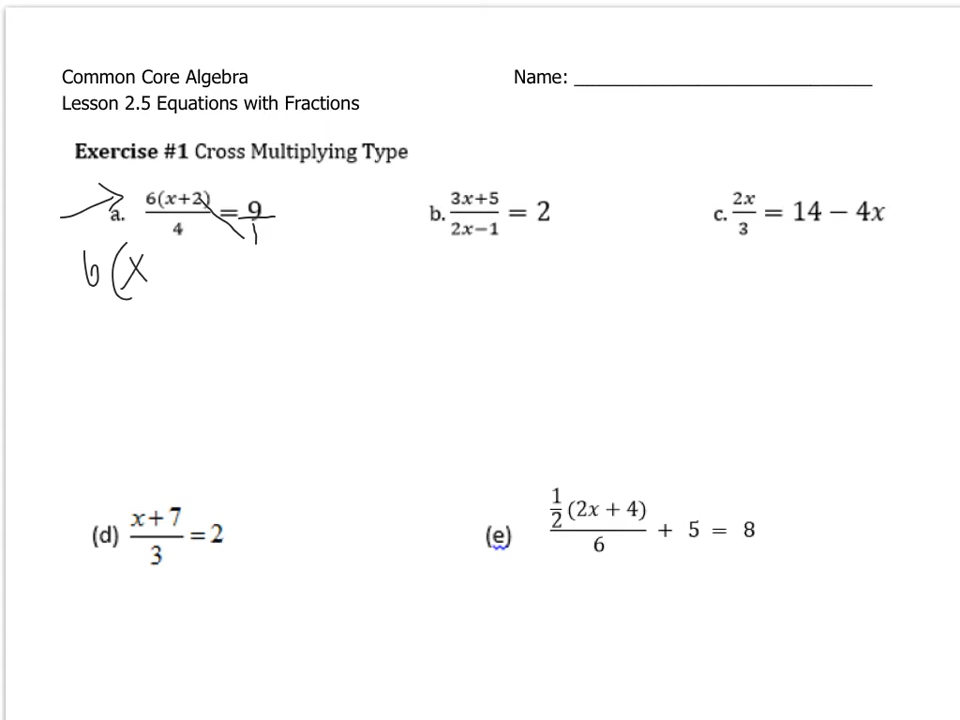 Common Core Algebra
Name: ______________________________
Lesson 2.5 Equations with Fractions
Exercise #1 Cross Multiplying Type
a. 6(x+2)/4 = 9/1
b. 3x+5/2x−1 = 2
c. 2x/3 = 14 − 4x
6(x
(d) x+7/3 = 2
(e) 1/2(2x + 4)/6 + 5 = 8